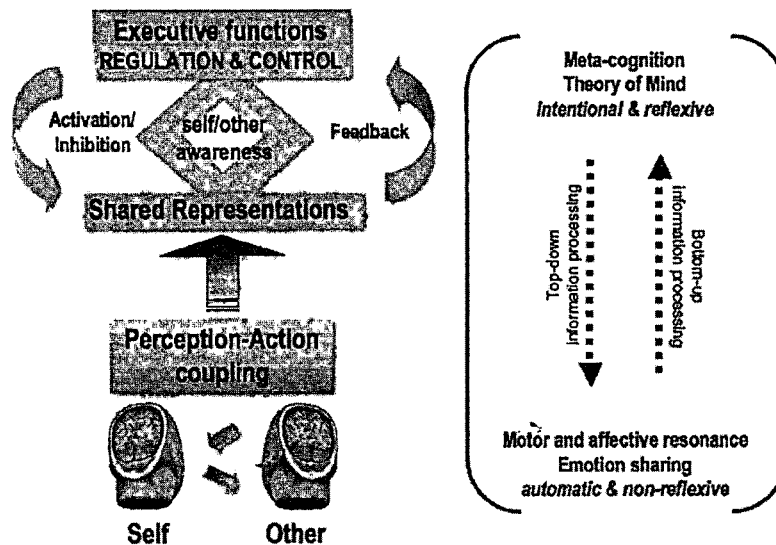 Executive functions
REGULATION & CONTROL
Activation/
Inhibition
self/other
awareness
Feedback
Shared Representations
Perception-Action
coupling
Self
Other
Meta-cognition
Theory of Mind
intentional & reflexive
Top-down
information processing
Bottom-up
information processing
Motor and affective resonance
Emotion sharing
automatic & non-reflexive